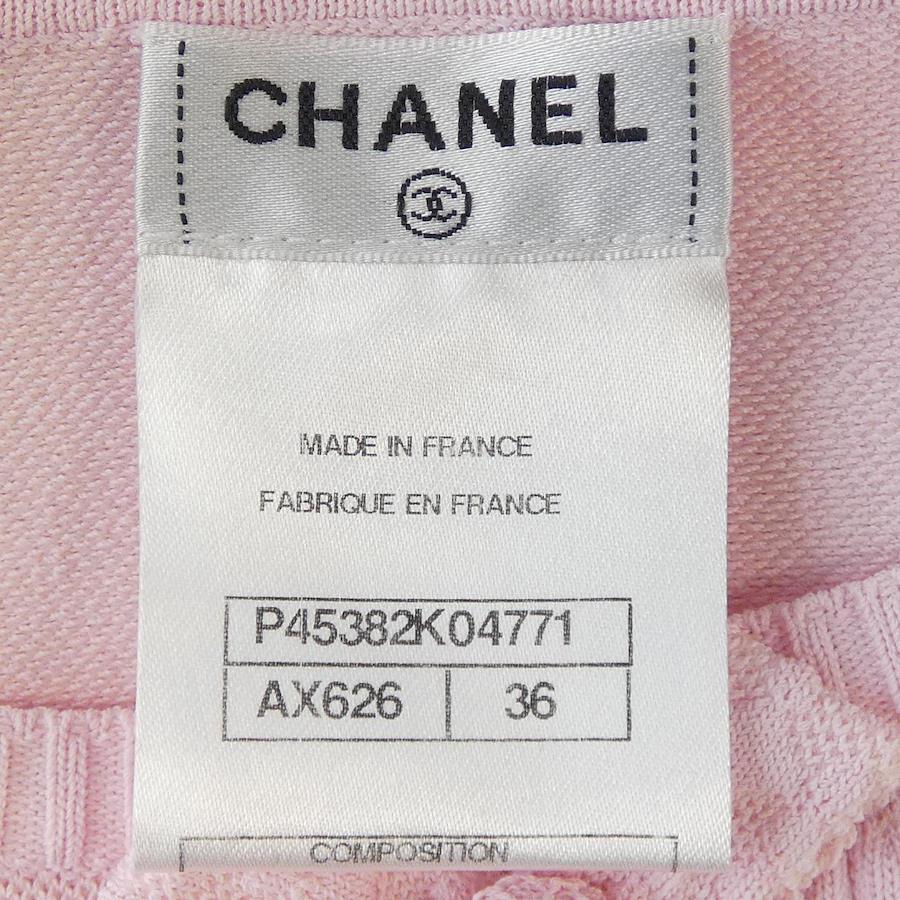 CHANEL
MADE IN FRANCE
FABRIQUE EN FRANCE
P45382K04771
AX626 36
COMPOSITION